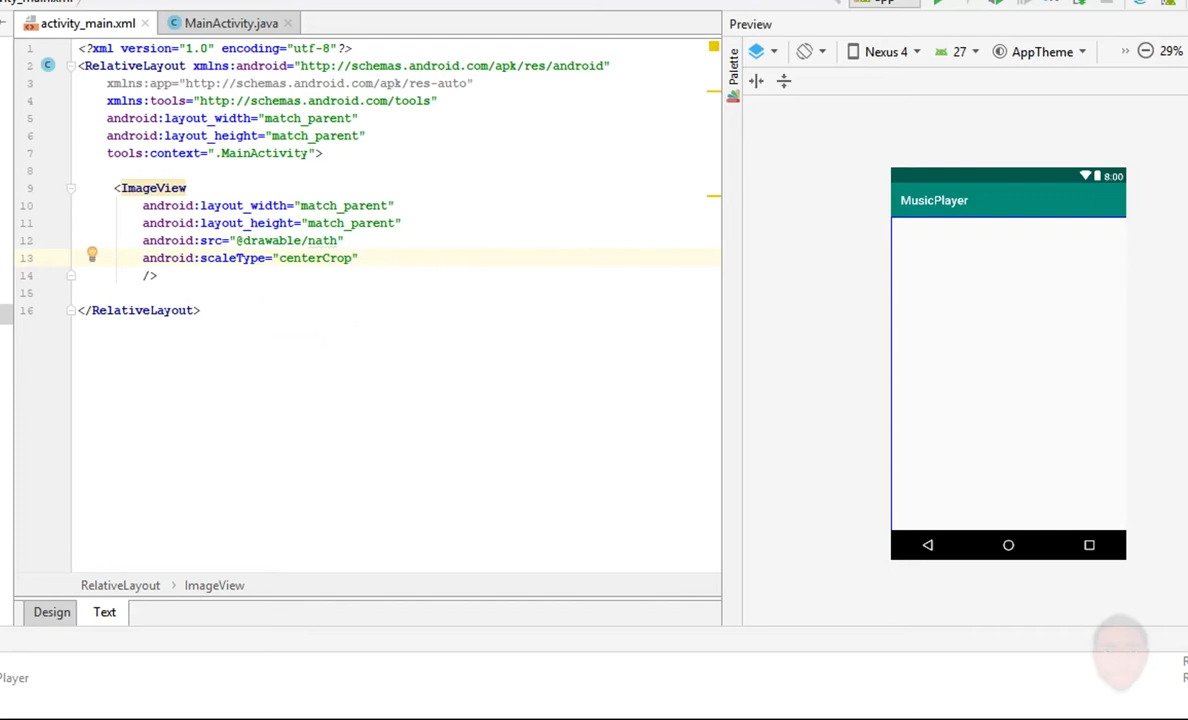 activity_main.xml
MainActivity.java
Preview
1 <?xml version="1.0" encoding="utf-8"?>
2 <RelativeLayout xmlns:android="http://schemas.android.com/apk/res/android"
3 xmlns:app="http://schemas.android.com/apk/res-auto"
4 xmlns:tools="http://schemas.android.com/tools"
5 android:layout_width="match_parent"
6 android:layout_height="match_parent"
7 tools:context=".MainActivity">
8
9 <ImageView
10 android:layout_width="match_parent"
11 android:layout_height="match_parent"
12 android:src="@drawable/nath"
13 android:scaleType="centerCrop"
14 />
15
16 </RelativeLayout>
Palette
Nexus 4
27
AppTheme
29%
8:00
MusicPlayer
RelativeLayout › ImageView
Design
Text
Player